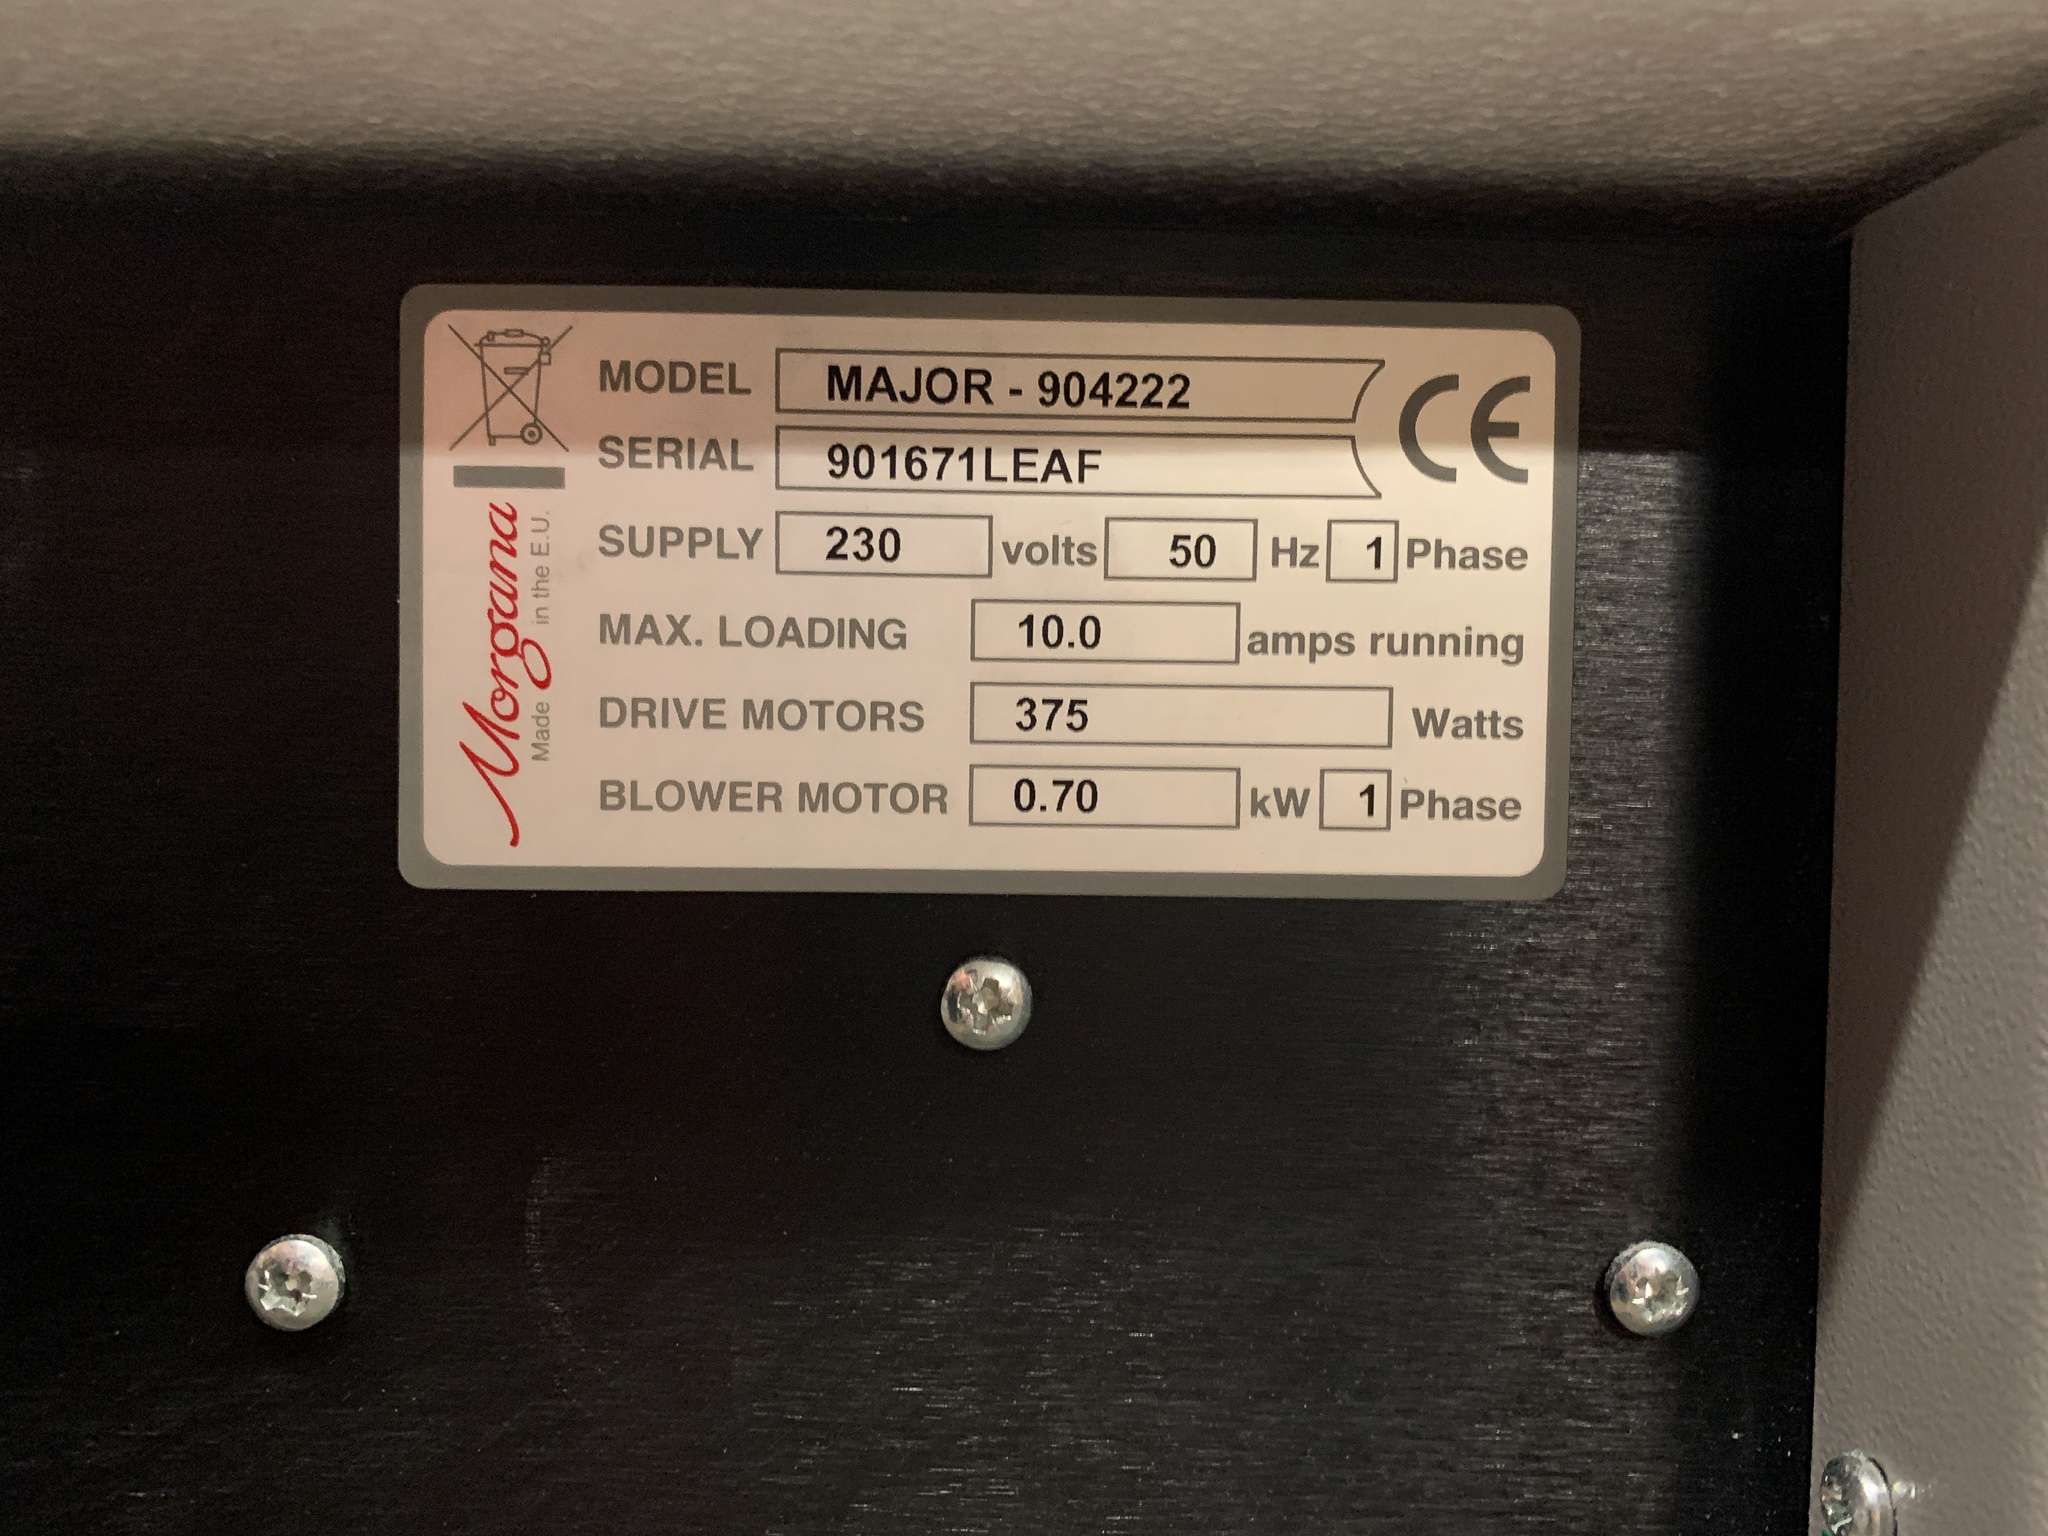 MODEL MAJOR - 904222 CE
SERIAL 901671LEAF
SUPPLY 230 volts 50 Hz 1 Phase
MAX. LOADING 10.0 amps running
DRIVE MOTORS 375 Watts
BLOWER MOTOR 0.70 kW 1 Phase
Morgana
Made in the E.U.